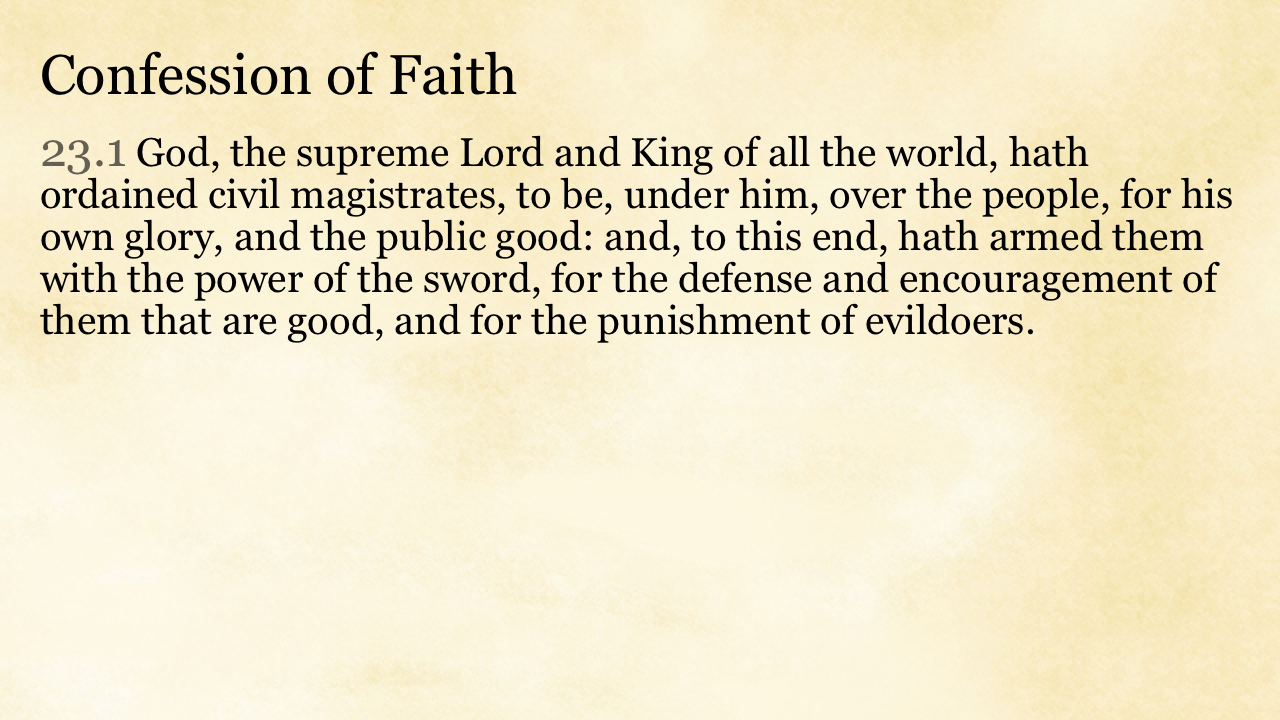 Confession of Faith
23.1 God, the supreme Lord and King of all the world, hath
ordained civil magistrates, to be, under him, over the people, for his
own glory, and the public good: and, to this end, hath armed them
with the power of the sword, for the defense and encouragement of
them that are good, and for the punishment of evildoers.